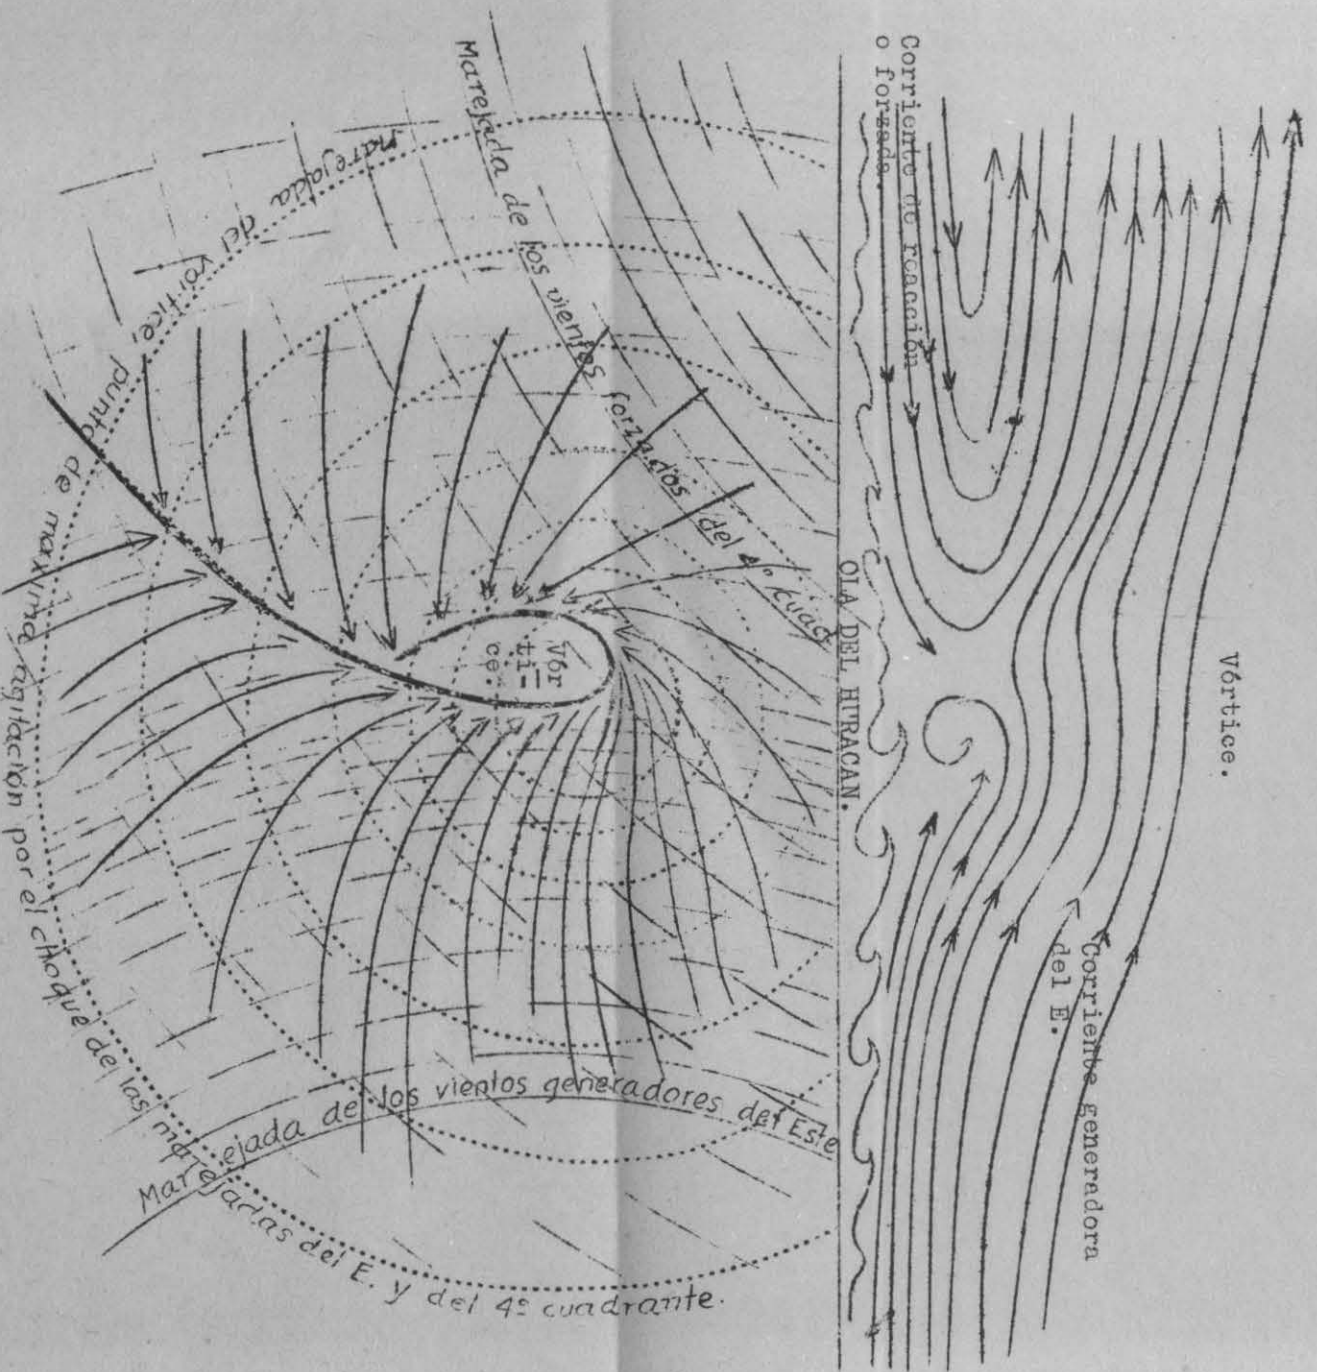 Vórtice.
Corriente de reacción
o forzada.
Corriente generadora
del E.
OLA DEL HURACAN.
Marejada de los vientos forzados del 4º cuad.
Vór
ti-
ce.
Marejada de los vientos generadores del Este
marejada del vórtice, punto de maxima agitación por el choque de las marejadas del E. y del 4º cuadrante.